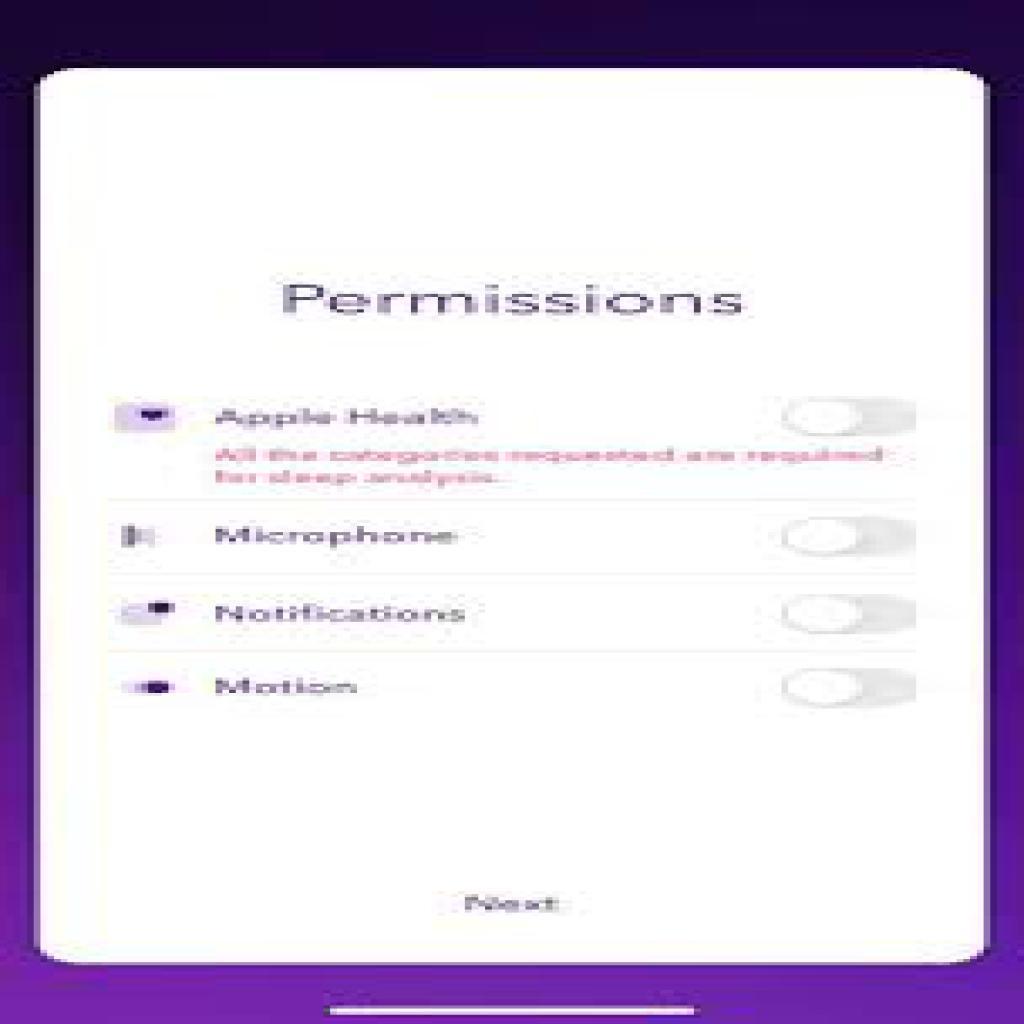 Permissions
Apple Health
All the categories requested are required
for sleep analysis.
Microphone
Notifications
Motion
Next